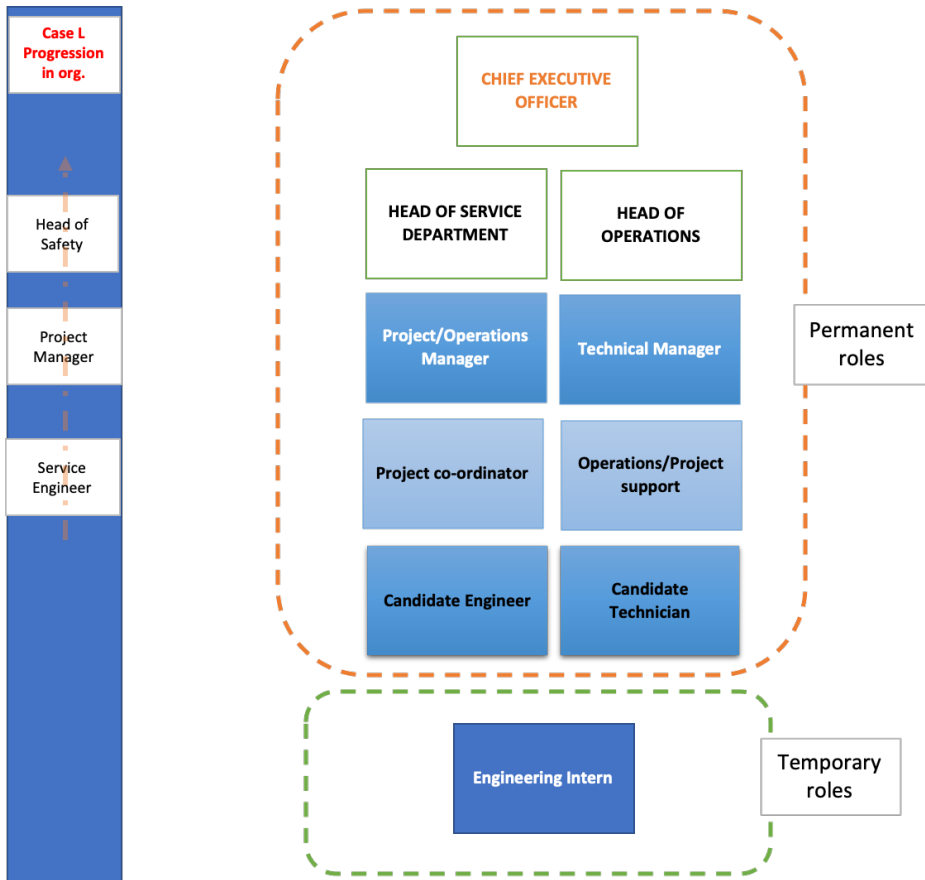 Case L
Progression
in org.
Head of
Safety
Project
Manager
Service
Engineer
CHIEF EXECUTIVE
OFFICER
HEAD OF SERVICE
DEPARTMENT
HEAD OF
OPERATIONS
Project/Operations
Manager
Technical Manager
Project co-ordinator
Operations/Project
support
Candidate Engineer
Candidate
Technician
Permanent
roles
Engineering Intern
Temporary
roles